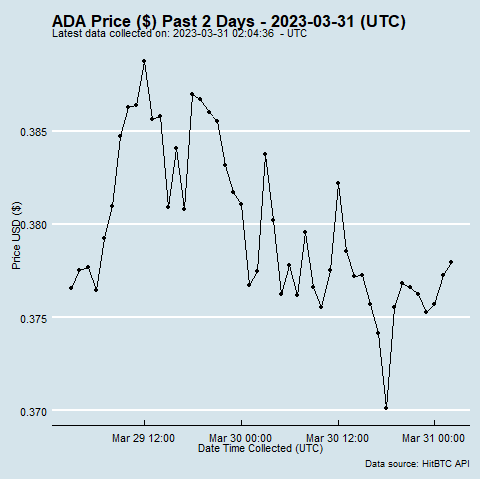 ADA Price ($) Past 2 Days - 2023-03-31 (UTC)
Latest data collected on: 2023-03-31 02:04:36  - UTC
0.385
0.380
0.375
0.370
Price USD ($)
Mar 29 12:00
Mar 30 00:00
Mar 30 12:00
Mar 31 00:00
Date Time Collected (UTC)
Data source: HitBTC API